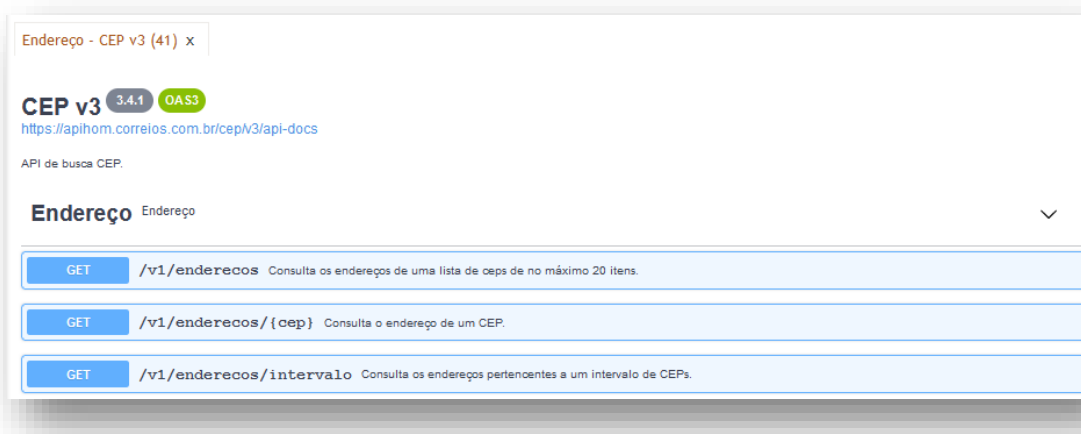 Endereço - CEP v3 (41) x
CEP v3 3.4.1 OAS3
https://apihom.correios.com.br/cep/v3/api-docs
API de busca CEP.
Endereço Endereço
GET /v1/enderecos Consulta os endereços de uma lista de ceps de no máximo 20 itens.
GET /v1/enderecos/{cep} Consulta o endereço de um CEP.
GET /v1/enderecos/intervalo Consulta os endereços pertencentes a um intervalo de CEPs.